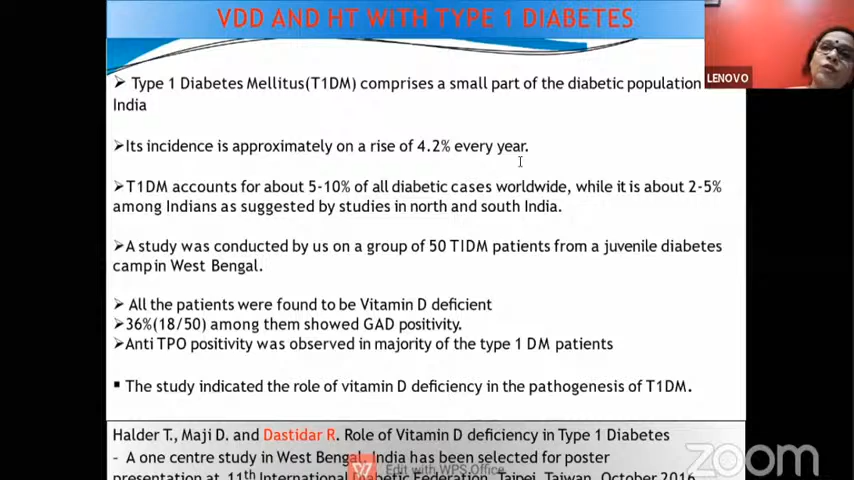 VDD AND HT WITH TYPE 1 DIABETES
LENOVO
➢ Type 1 Diabetes Mellitus(T1DM) comprises a small part of the diabetic population
India
➢Its incidence is approximately on a rise of 4.2% every year.
➢T1DM accounts for about 5-10% of all diabetic cases worldwide, while it is about 2-5%
among Indians as suggested by studies in north and south India.
➢A study was conducted by us on a group of 50 TIDM patients from a juvenile diabetes
camp in West Bengal.
➢ All the patients were found to be Vitamin D deficient
➢36%(18/50) among them showed GAD positivity.
➢Anti TPO positivity was observed in majority of the type 1 DM patients
▪ The study indicated the role of vitamin D deficiency in the pathogenesis of T1DM.
Halder T., Maji D. and Dastidar R. Role of Vitamin D deficiency in Type 1 Diabetes
– A one centre study in West Bengal, India has been selected for poster
presentation at 11th International Diabetic Federation, Taipei, Taiwan, October 2016
Edit with WPS Office
zoom